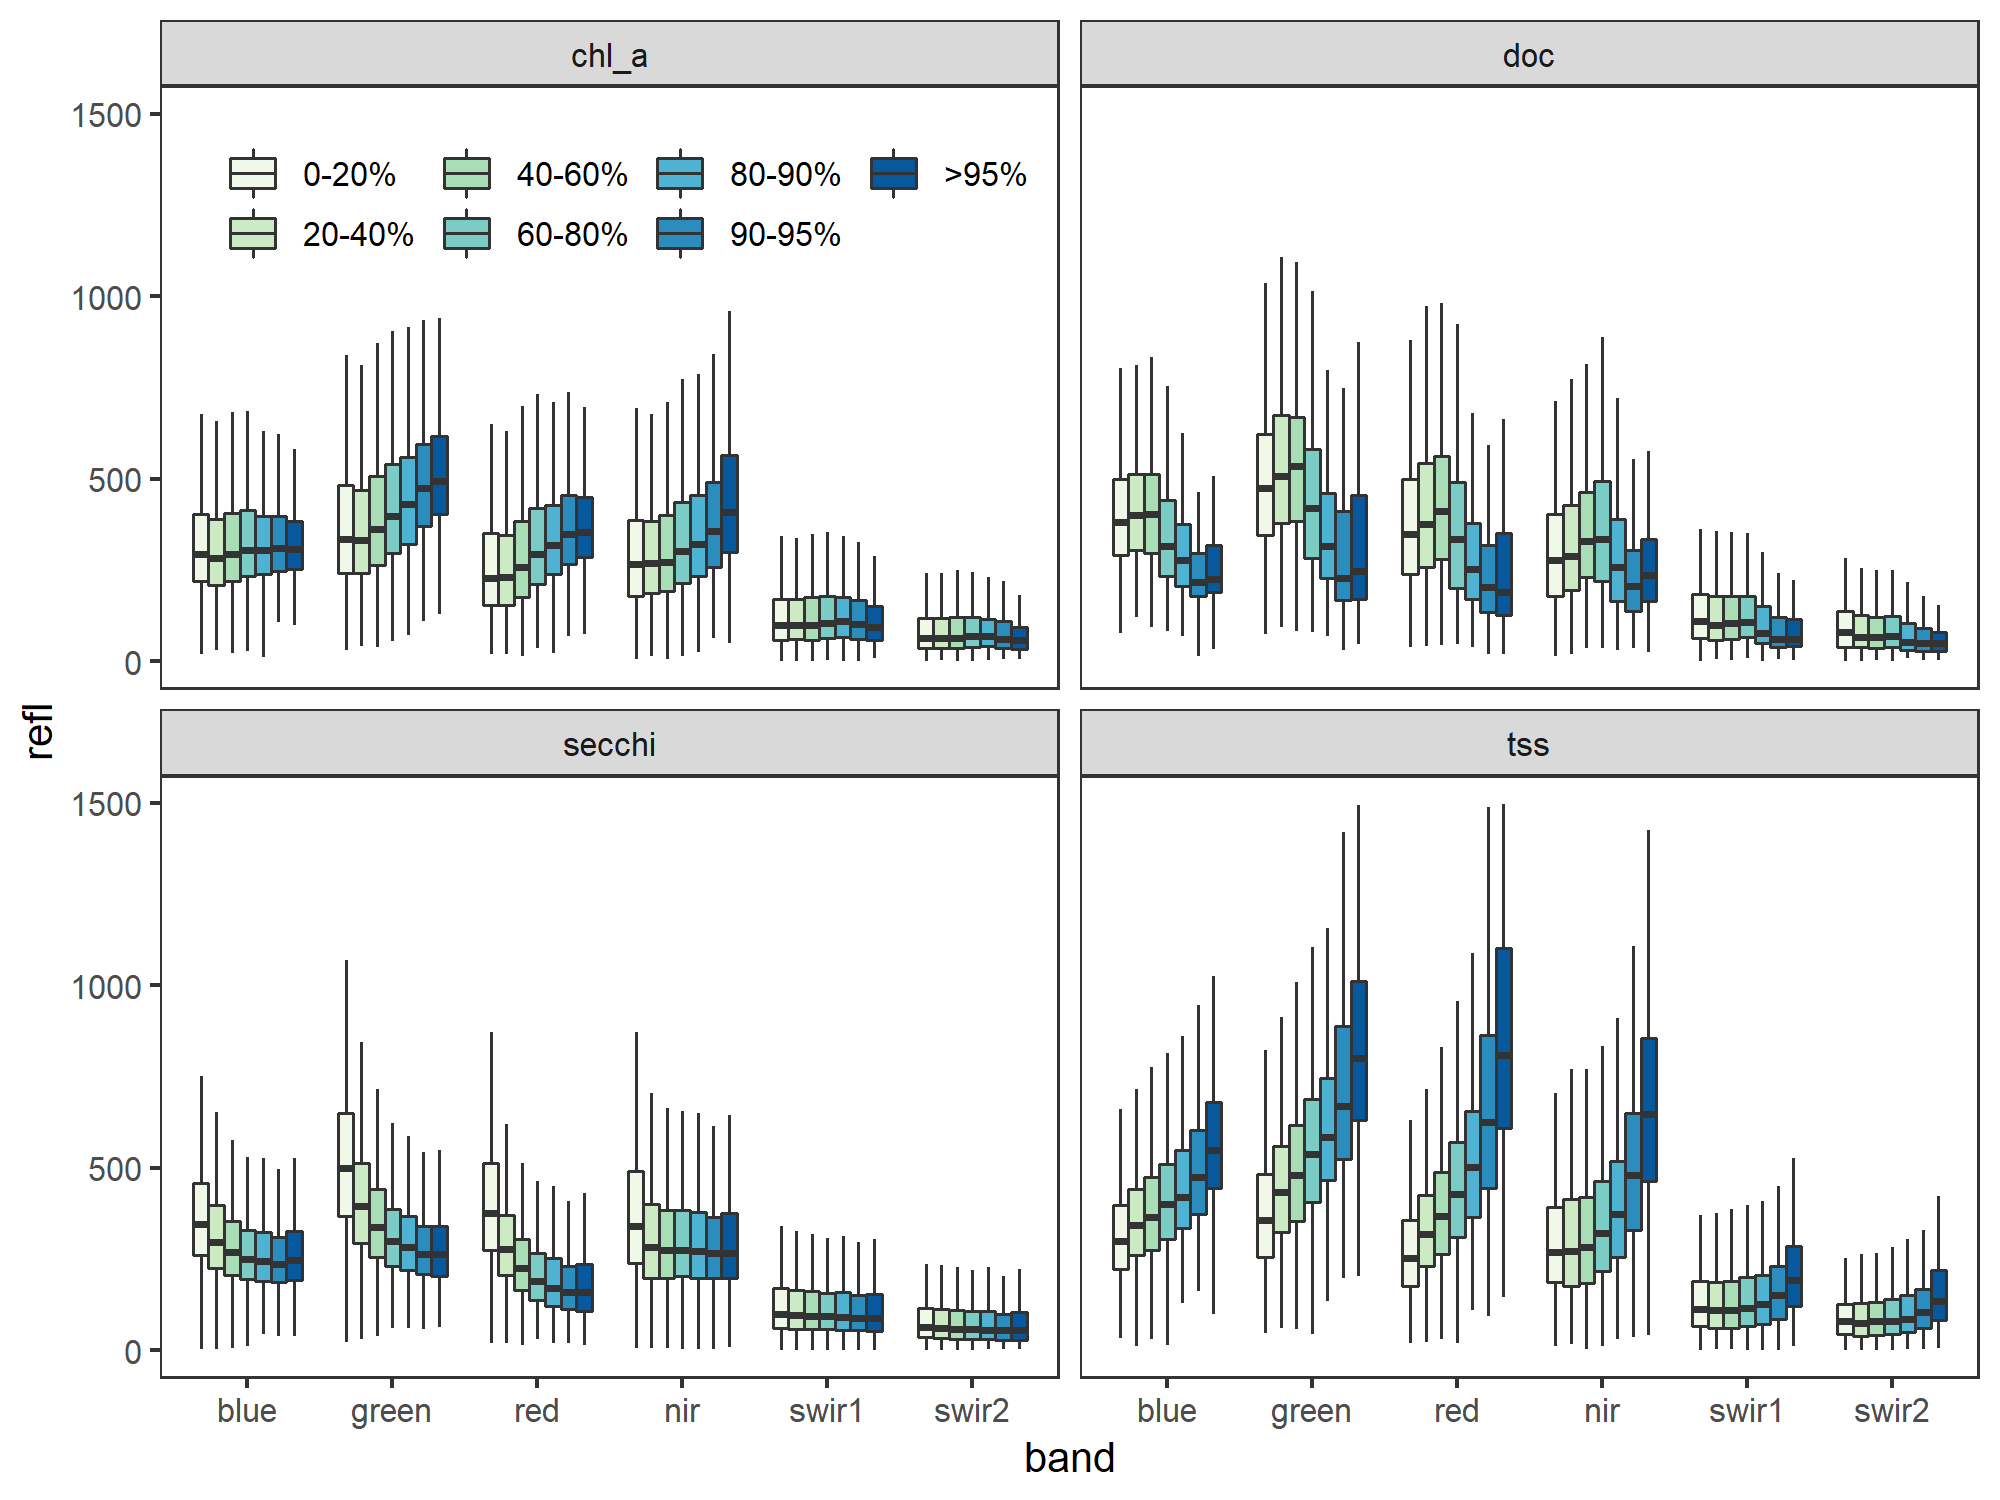 chl_a
doc
1500
1000
500
0
0-20%
40-60%
80-90%
>95%
20-40%
60-80%
90-95%
refl
secchi
tss
1500
1000
500
0
blue
green
red
nir
swir1
swir2
blue
green
red
nir
swir1
swir2
band